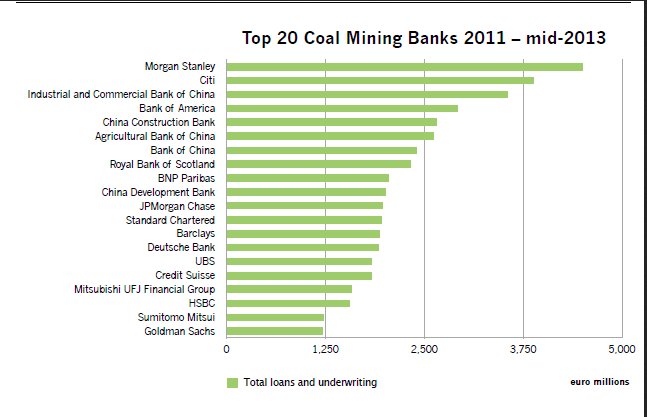 Top 20 Coal Mining Banks 2011 – mid-2013
Morgan Stanley
Citi
Industrial and Commercial Bank of China
Bank of America
China Construction Bank
Agricultural Bank of China
Bank of China
Royal Bank of Scotland
BNP Paribas
China Development Bank
JPMorgan Chase
Standard Chartered
Barclays
Deutsche Bank
UBS
Credit Suisse
Mitsubishi UFJ Financial Group
HSBC
Sumitomo Mitsui
Goldman Sachs
0 1,250 2,500 3,750 5,000
Total loans and underwriting euro millions